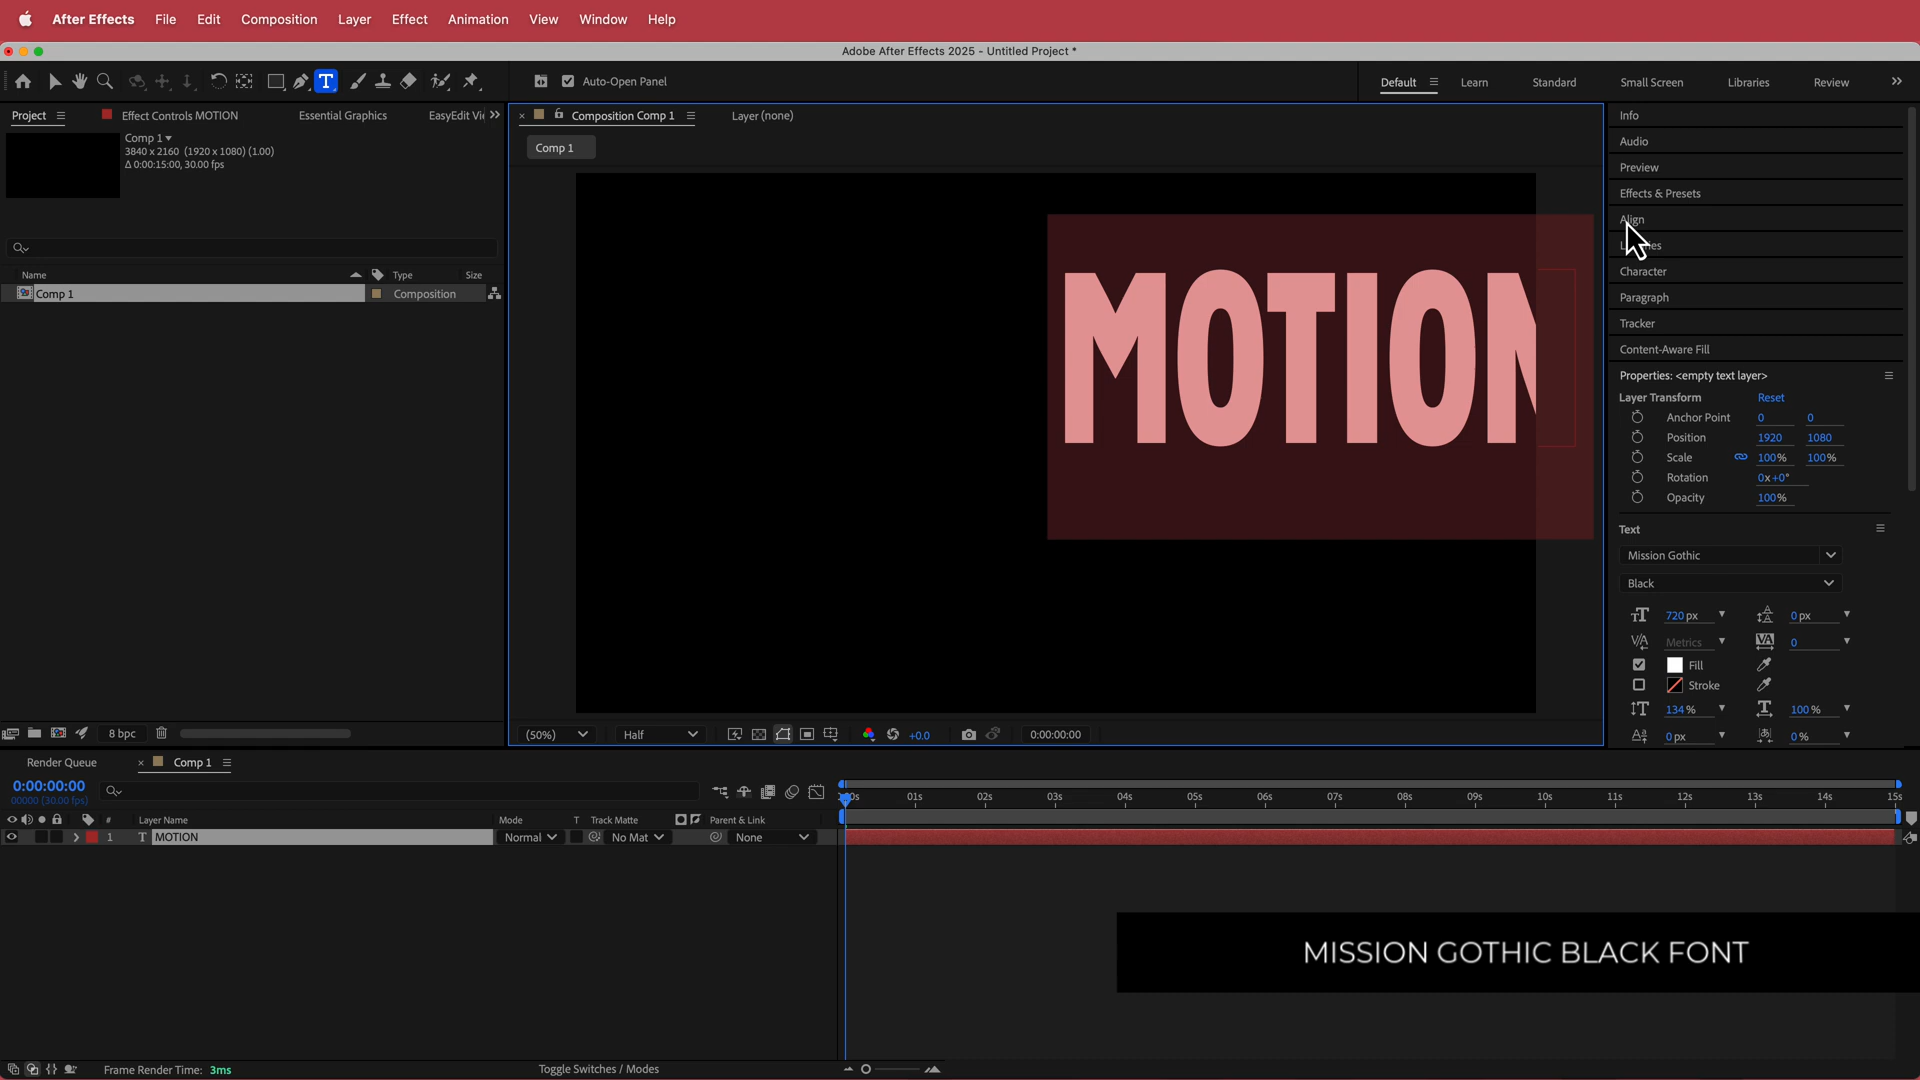 After Effects File Edit Composition Layer Effect Animation View Window Help
Adobe After Effects 2025 - Untitled Project *
Auto-Open Panel
Default Learn Standard Small Screen Libraries Review
Project
Effect Controls MOTION
Essential Graphics
Composition Comp 1
Layer (none)
Comp 1
3840 x 2160 (1920 x 1080) (1.00)
Δ 0:00:15:00, 30.00 fps
Comp 1
Name Type Size
Comp 1 Composition
MOTION
Info
Audio
Preview
Effects & Presets
Align
Character
Paragraph
Tracker
Content-Aware Fill
Properties: <empty text layer>
Layer Transform Reset
Anchor Point 0 0
Position 1920 1080
Scale 100% 100%
Rotation 0x+0°
Opacity 100%
Text
Mission Gothic
Black
720 px 0 px
Metrics 0
Fill
Stroke
134 % 100 %
0 px 0 %
8 bpc
(50%) Half +0.0 0:00:00:00
Render Queue
Comp 1
0:00:00:00
00000 (30.00 fps)
01s 02s 03s 04s 05s 06s 07s 08s 09s 10s 11s 12s 13s 14s 15s
# Layer Name Mode T Track Matte Parent & Link
1 T MOTION Normal No Mat None
MISSION GOTHIC BLACK FONT
Frame Render Time: 3ms
Toggle Switches / Modes